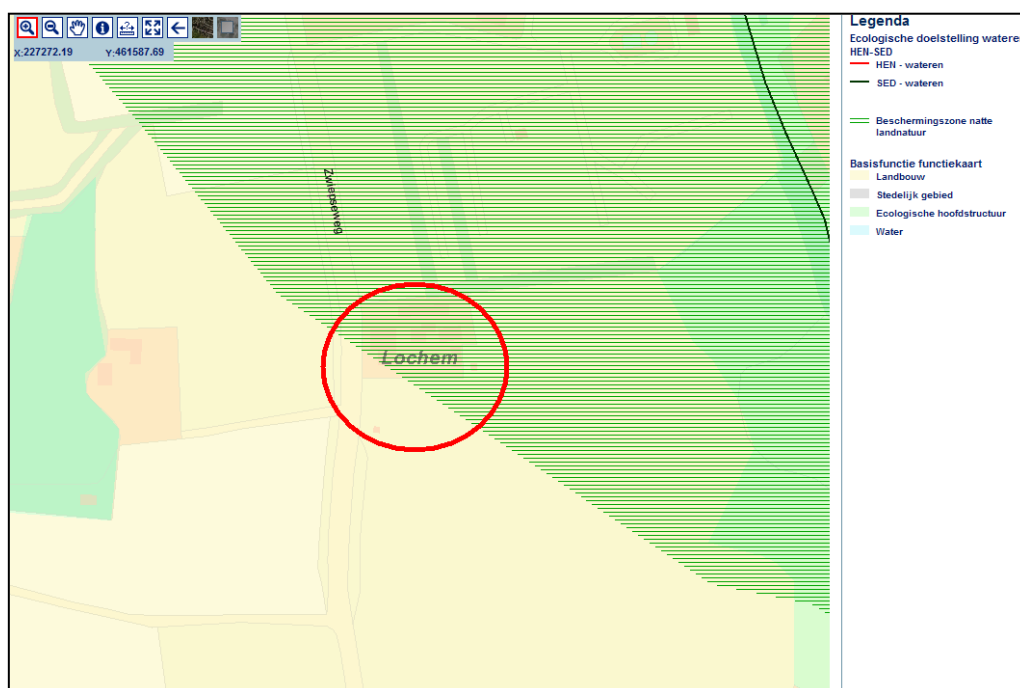 X:227272.19 Y:461587.69
Zwiepseweg
Lochem
Legenda
Ecologische doelstelling wateren
HEN-SED
HEN - wateren
SED - wateren
Beschermingszone natte
landnatuur
Basisfunctie functiekaart
Landbouw
Stedelijk gebied
Ecologische hoofdstructuur
Water